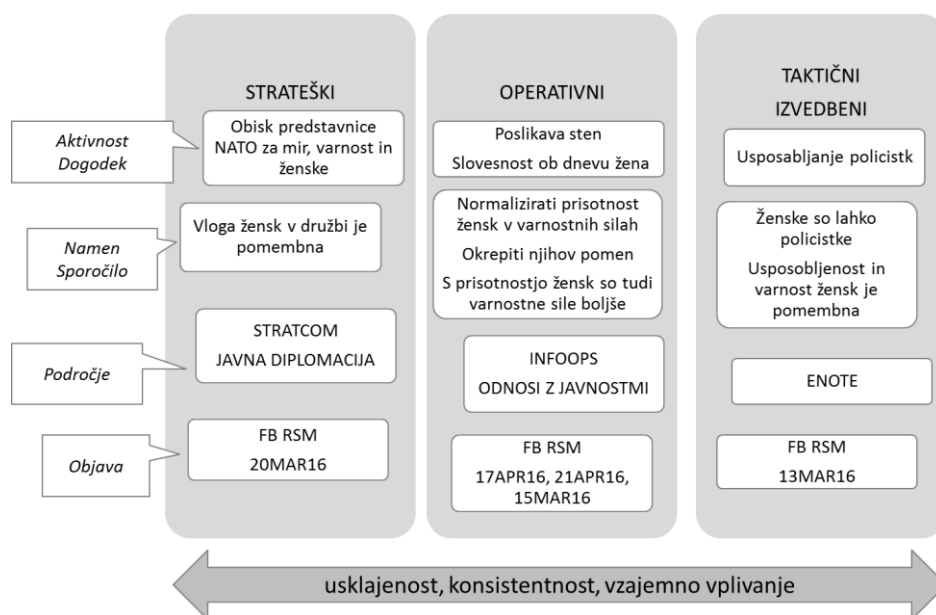 STRATEŠKI
OPERATIVNI
TAKTIČNI
IZVEDBENI
Aktivnost
Dogodek
Obisk predstavnice
NATO za mir, varnost in
ženske
Poslikava sten
Slovesnost ob dnevu žena
Usposabljanje policistk
Namen
Sporočilo
Vloga žensk v družbi je
pomembna
Normalizirati prisotnost
žensk v varnostnih silah
Okrepiti njihov pomen
S prisotnostjo žensk so tudi
varnostne sile boljše
Ženske so lahko
policistke
Usposobljenost in
varnost žensk je
pomembna
Področje
STRATCOM
JAVNA DIPLOMACIJA
INFOOPS
ODNOSI Z JAVNOSTMI
ENOTE
Objava
FB RSM
20MAR16
FB RSM
17APR16, 21APR16,
15MAR16
FB RSM
13MAR16
usklajenost, konsistentnost, vzajemno vplivanje